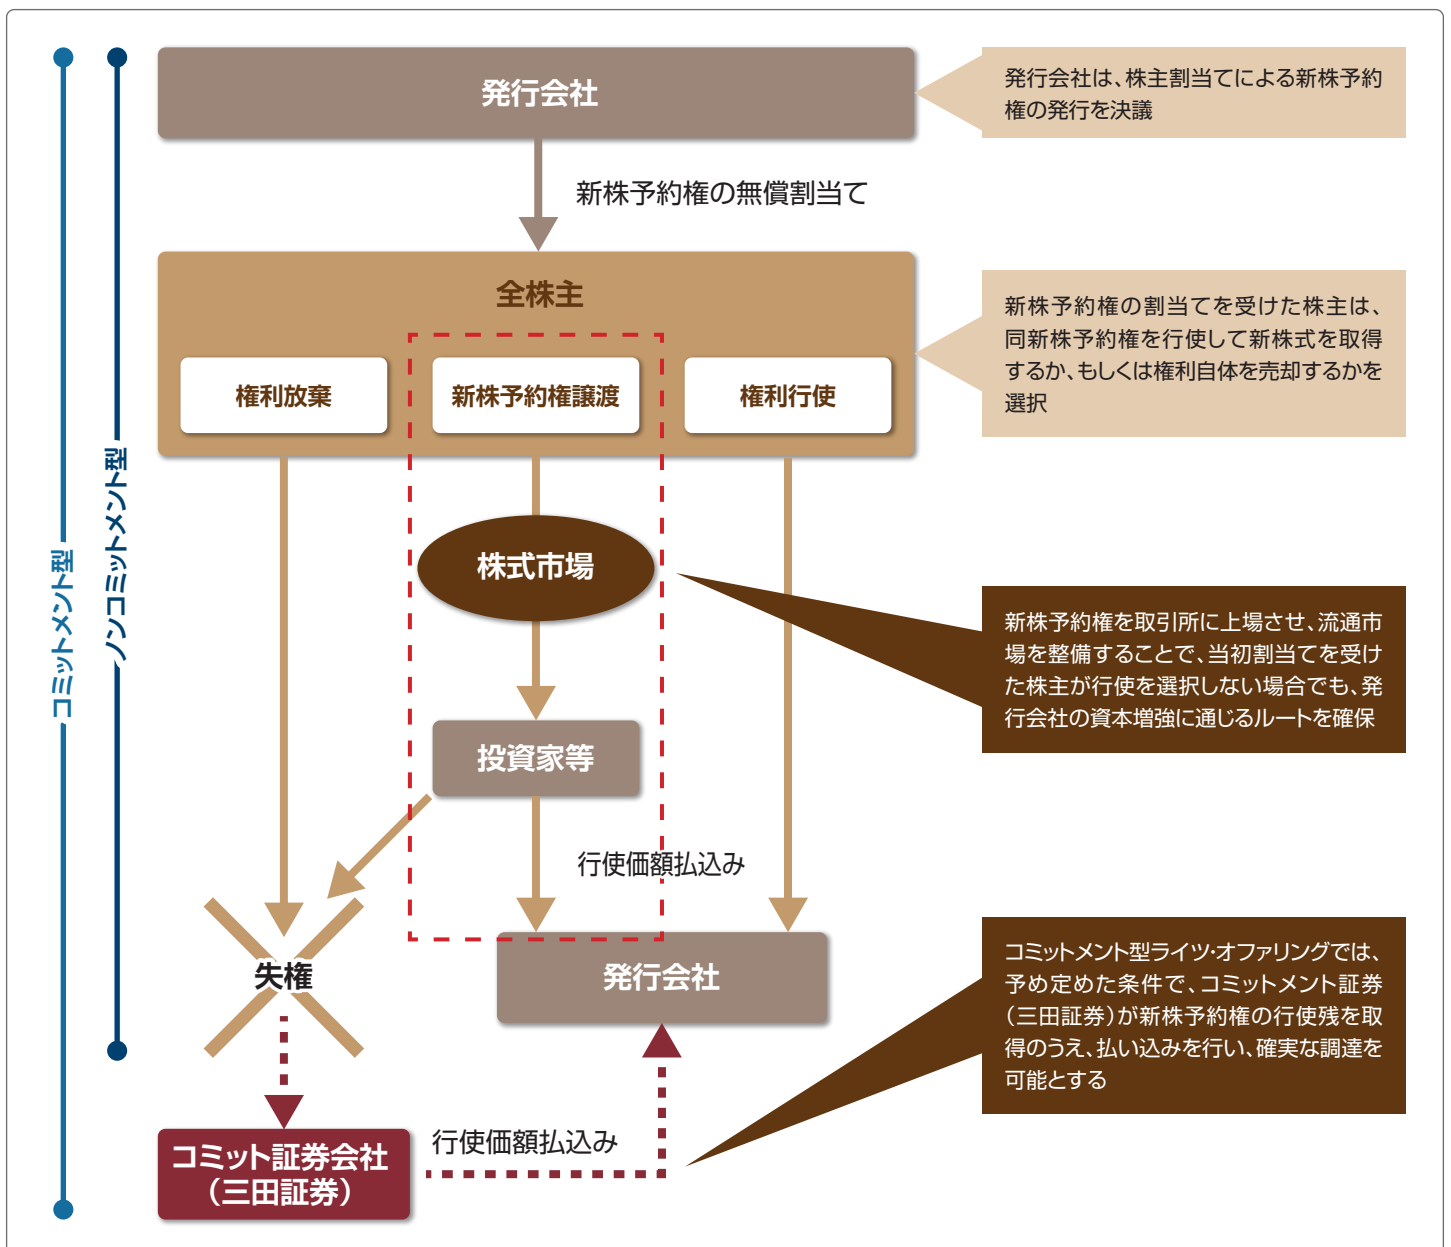 発行会社
発行会社は、株主割当てによる新株予約
権の発行を決議
新株予約権の無償割当て
全株主
権利放棄
新株予約権譲渡
権利行使
新株予約権の割当てを受けた株主は、
同新株予約権を行使して新株式を取得
するか、もしくは権利自体を売却するかを
選択
コミットメント型
ノンコミットメント型
株式市場
新株予約権を取引所に上場させ、流通市
場を整備することで、当初割当てを受け
た株主が行使を選択しない場合でも、発
行会社の資本増強に通じるルートを確保
投資家等
行使価額払込み
失権
発行会社
コミットメント型ライツ・オファリングでは、
予め定めた条件で、コミットメント証券
（三田証券）が新株予約権の行使残を取
得のうえ、払い込みを行い、確実な調達を
可能とする
コミット証券会社
（三田証券）
行使価額払込み